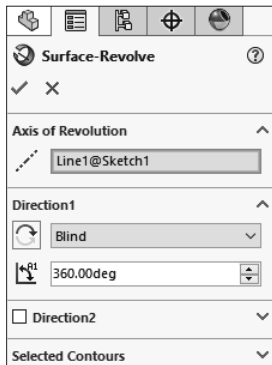 Surface-Revolve
Axis of Revolution
Line1@Sketch1
Direction1
Blind
360.00deg
Direction2
Selected Contours